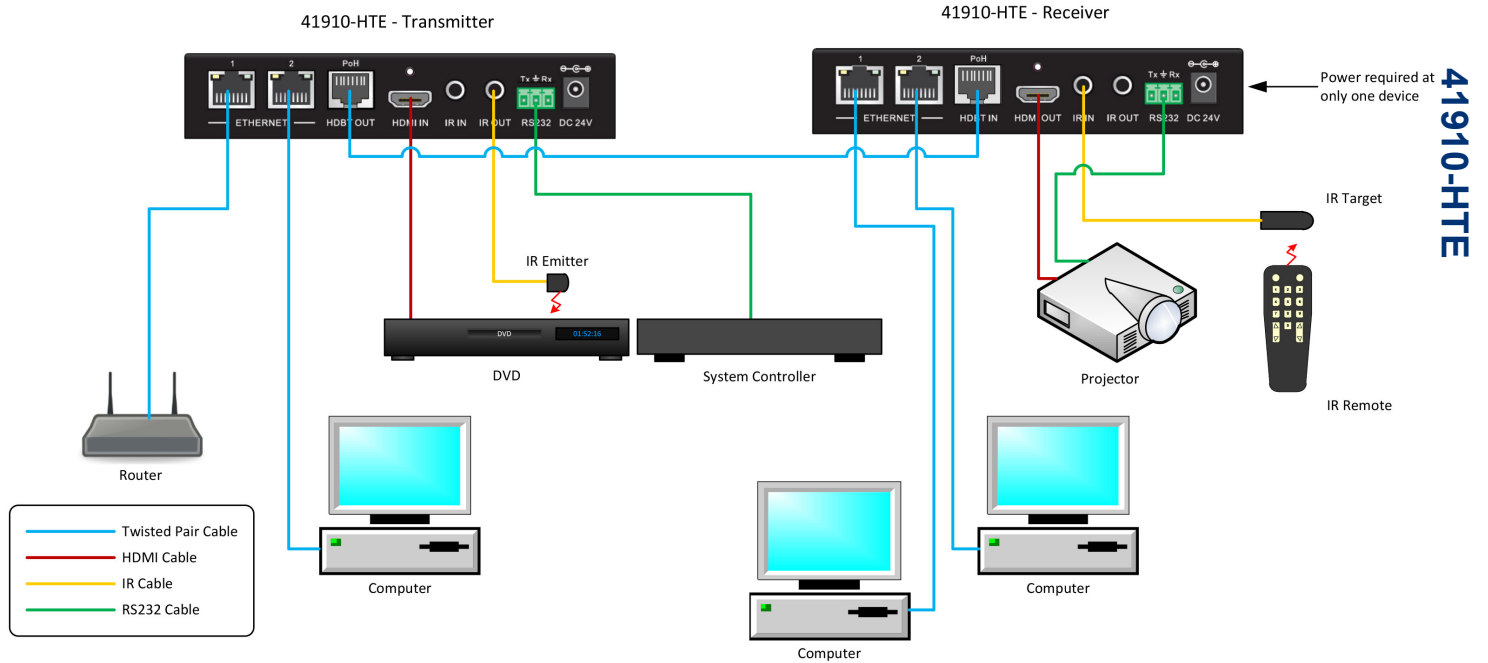 41910-HTE - Transmitter
1 2 PoH Tx Rx
ETHERNET HDBT OUT HDMI IN IR IN IR OUT RS232 DC 24V
41910-HTE - Receiver
1 2 PoH Tx Rx
ETHERNET HDBT IN HDMI OUT IR IN IR OUT RS232 DC 24V
Power required at
only one device
41910-HTE
IR Target
IR Emitter
DVD
01:52:16
DVD
System Controller
Projector
IR Remote
Router
Computer
Computer
Computer
Twisted Pair Cable
HDMI Cable
IR Cable
RS232 Cable